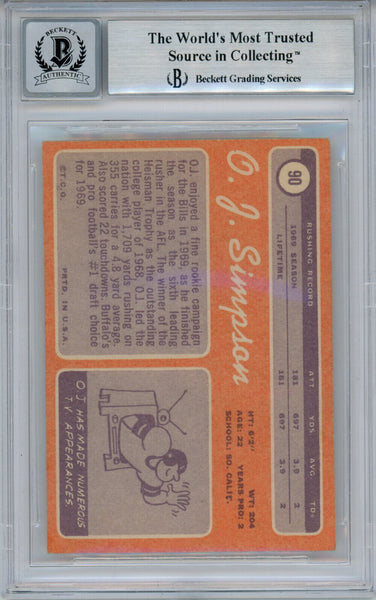 BECKETT
AUTHENTIC
The World's Most Trusted
Source in Collecting™
B Beckett Grading Services
90
O. J. Simpson
HT: 6'2" WT: 204
AGE: 22 YEARS PRO: 2
SCHOOL: SO. CALIF.
RUSHING RECORD ATT. YDS. AVG. TDs
1969 SEASON 181 697 3.9 2
LIFETIME 181 697 3.9 2
O.J. enjoyed a fine rookie campaign
for the Bills in 1969, as he finished
the season as the sixth leading
rusher in the AFL. The winner of the
Heisman Trophy as the outstanding
college player of 1968, O.J. led the
nation with 1,709 yards rushing on
355 carries for a 4.8 yard average.
Also scored 22 touchdowns. Buffalo's
and pro football's #1 draft choice
for 1969.
© T.C.G. PRTD. IN U.S.A.
O.J. HAS MADE NUMEROUS
T.V. APPEARANCES.